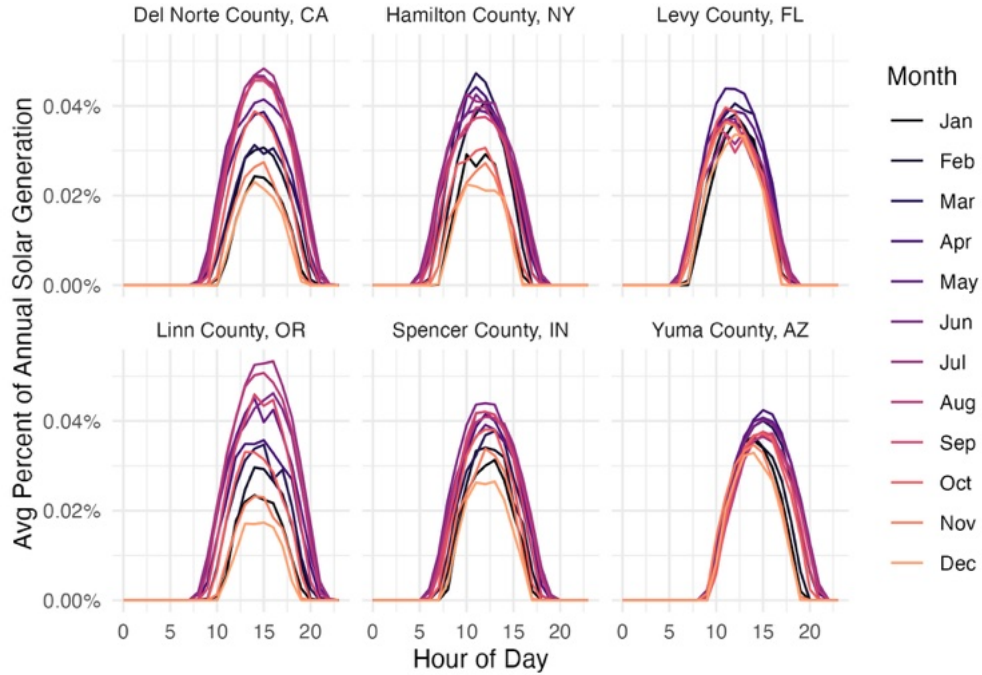 Del Norte County, CA
Hamilton County, NY
Levy County, FL
Avg Percent of Annual Solar Generation
0.04%
0.02%
0.00%
Linn County, OR
Spencer County, IN
Yuma County, AZ
0.04%
0.02%
0.00%
0 5 10 15 20
0 5 10 15 20
0 5 10 15 20
Hour of Day
Month
Jan
Feb
Mar
Apr
May
Jun
Jul
Aug
Sep
Oct
Nov
Dec